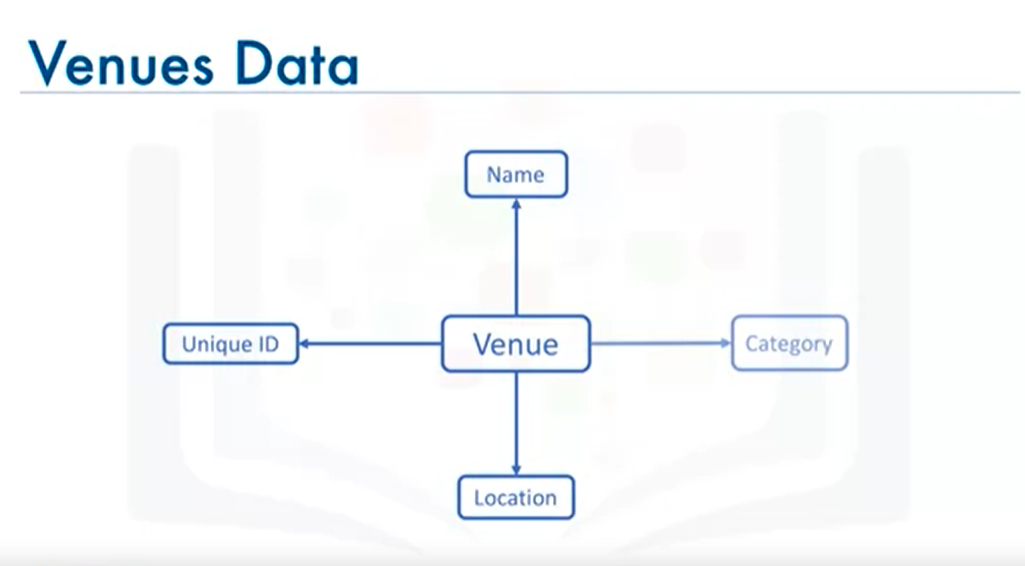 Venues Data
Name
Unique ID
Venue
Category
Location